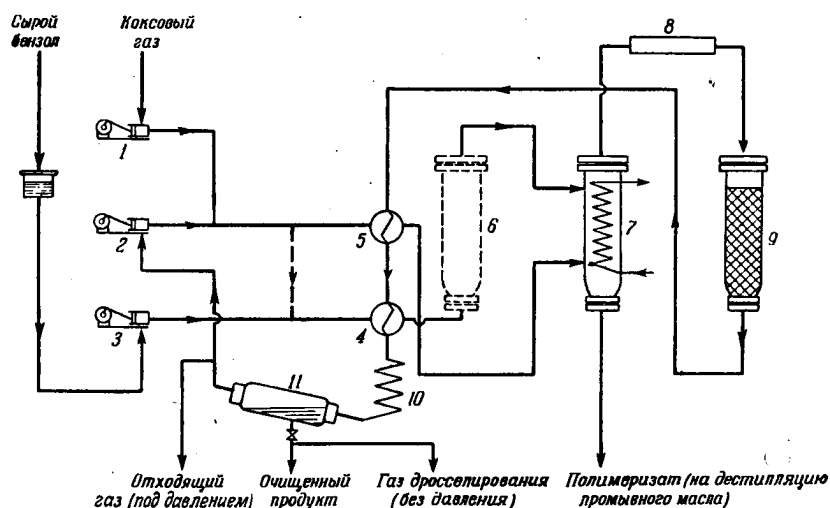 Сырой
бензол
Коксовый
газ
8
1
2
3
5
4
6
7
9
10
11
Отходящий
газ (под давлением)
Очищенный
продукт
Газ дросселирования
(без давления)
Полимеризат (на дестилляцию
промывного масла)